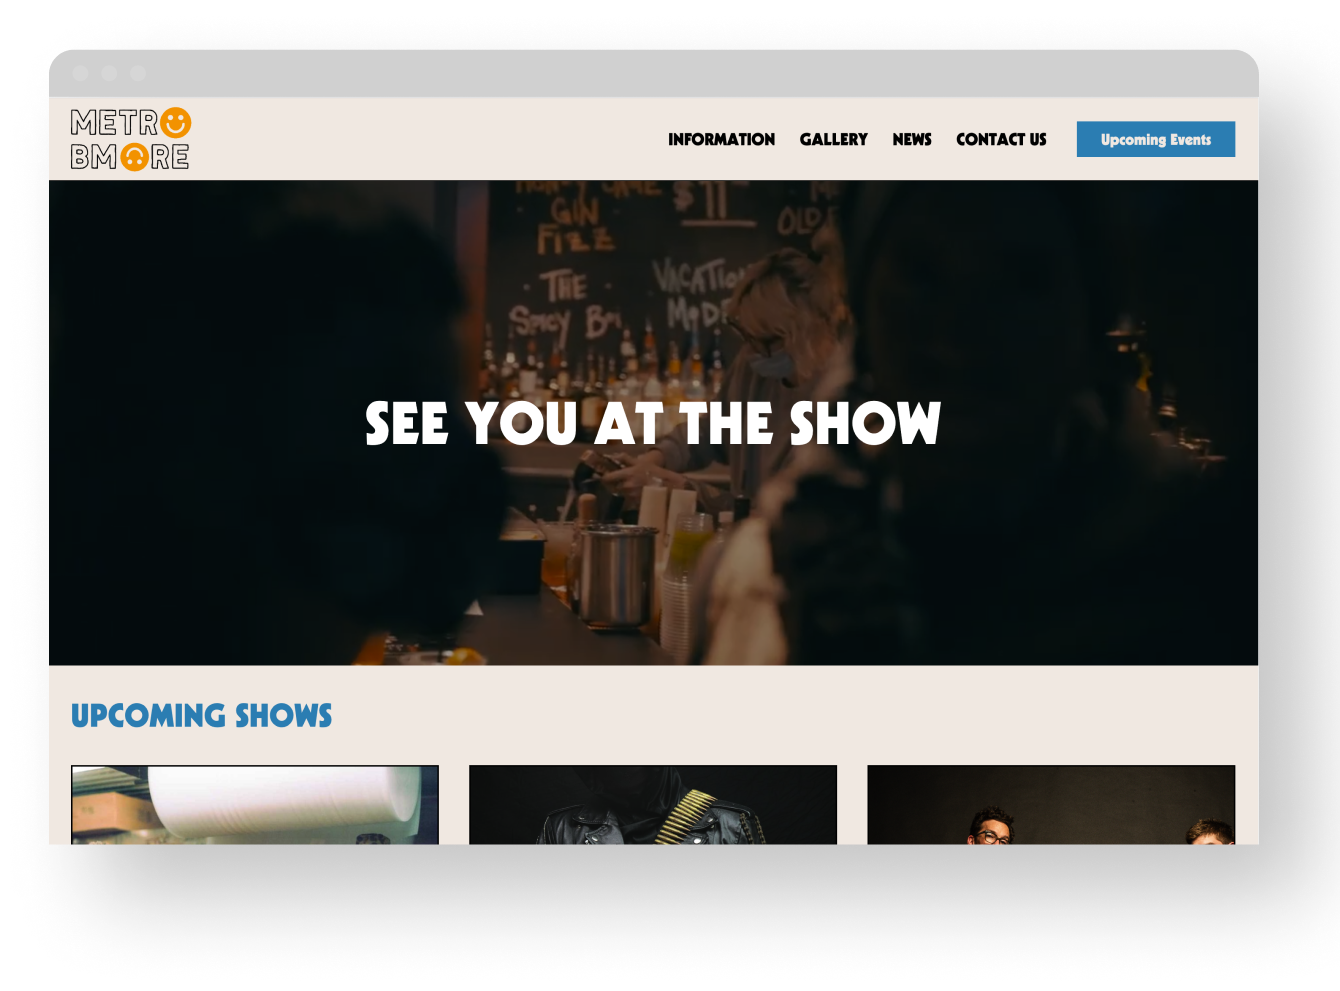 METRO
BMORE
INFORMATION GALLERY NEWS CONTACT US Upcoming Events
GIN $11
FIZZ OLD
THE VACATION
SPICY MODE
SEE YOU AT THE SHOW
UPCOMING SHOWS